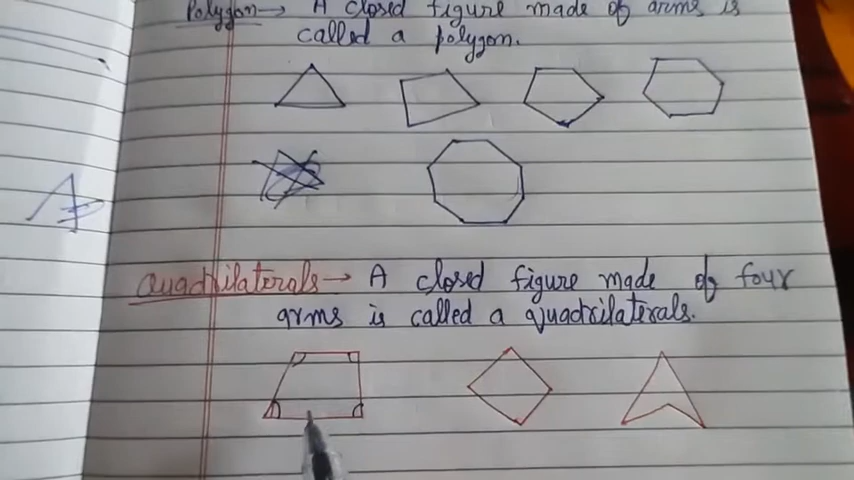 Polygon → A closed figure made of arms is
called a polygon.
Quadrilaterals → A closed figure made of four
arms is called a quadrilaterals.